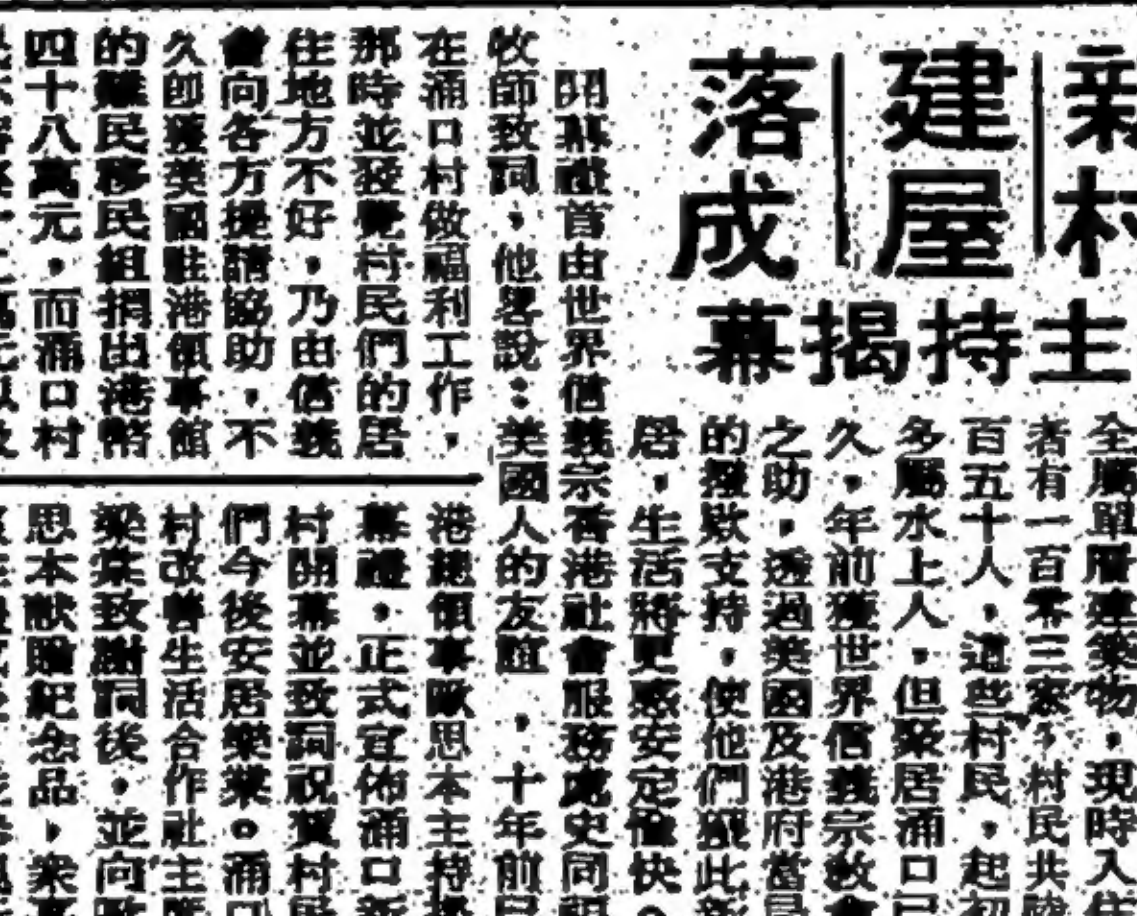 新村
建屋
落成
主持揭幕
全屬單層建築物，現時入住
者有一百零三家，村民共
百五十人，這些村民，起初
多屬水上人，但聚居涌口已
久，年前獲世界信義宗教會
之助，透過美國及港府當局
的撥款支持，使他們獲此新
居，生活將更感安定愉快。
開幕禮首由世界信義宗香港社會服務處史同
牧師致詞，他畧說：美國人的友誼，十年前已
在涌口村做福利工作，
那時並發覺村民們的居
住地方不好，乃由信義
會向各方提請協助，不
久卽獲英國駐港領事館
的難民移民組捐出港幣
四十八萬元，而涌口村
港總領事歐思本主持揭
幕禮，正式宣佈涌口新
村開幕並致詞祝賀村民
們今後安居樂業。涌口
村改善生活合作社主席
梁某致謝詞後，並向歐
思本献贈紀念品，衆